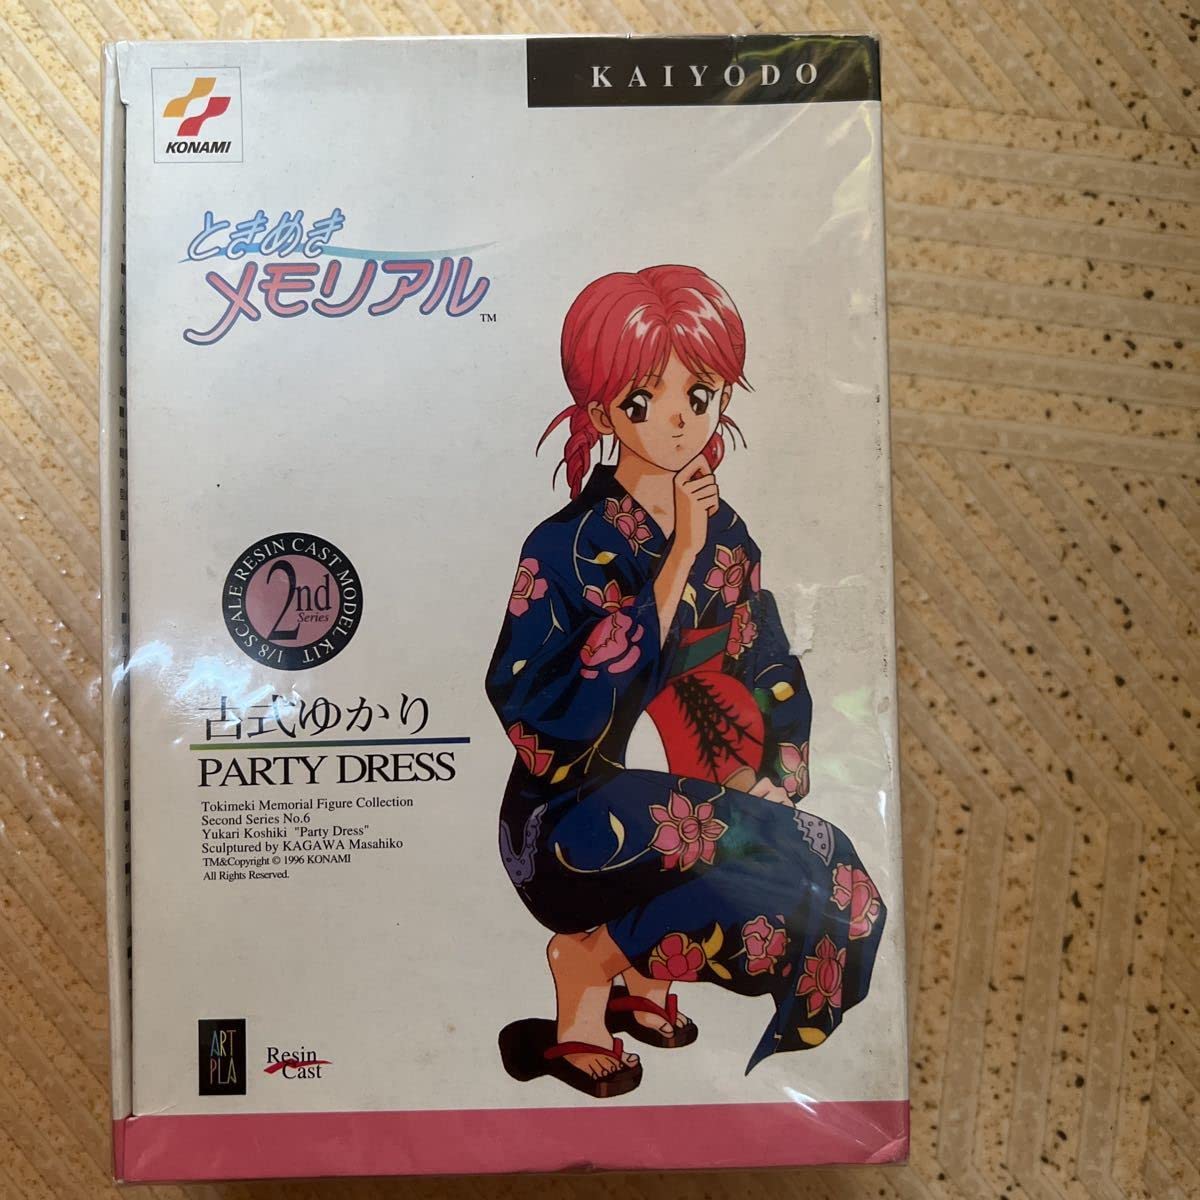 KAIYODO
KONAMI
ときめき
メモリアル™
1/8 SCALE RESIN CAST MODEL KIT
2nd
Series
古式ゆかり
PARTY DRESS
Tokimeki Memorial Figure Collection
Second Series No.6
Yukari Koshiki "Party Dress"
Sculptured by KAGAWA Masahiko
TM&Copyright © 1996 KONAMI
All Rights Reserved.
ART
PLA
Resin
Cast